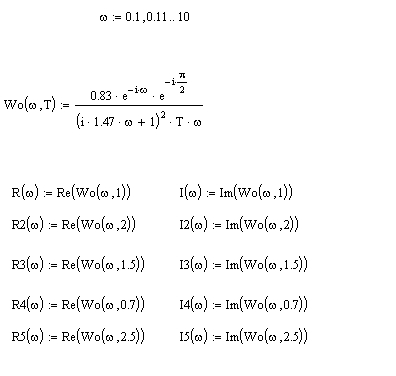 ω := 0.1, 0.11 .. 10
Wo(ω, T) := (0.83 · e^(−i·ω) · e^(−i·π/2)) / ((i · 1.47 · ω + 1)^2 · T · ω)
R(ω) := Re(Wo(ω, 1)) I(ω) := Im(Wo(ω, 1))
R2(ω) := Re(Wo(ω, 2)) I2(ω) := Im(Wo(ω, 2))
R3(ω) := Re(Wo(ω, 1.5)) I3(ω) := Im(Wo(ω, 1.5))
R4(ω) := Re(Wo(ω, 0.7)) I4(ω) := Im(Wo(ω, 0.7))
R5(ω) := Re(Wo(ω, 2.5)) I5(ω) := Im(Wo(ω, 2.5))